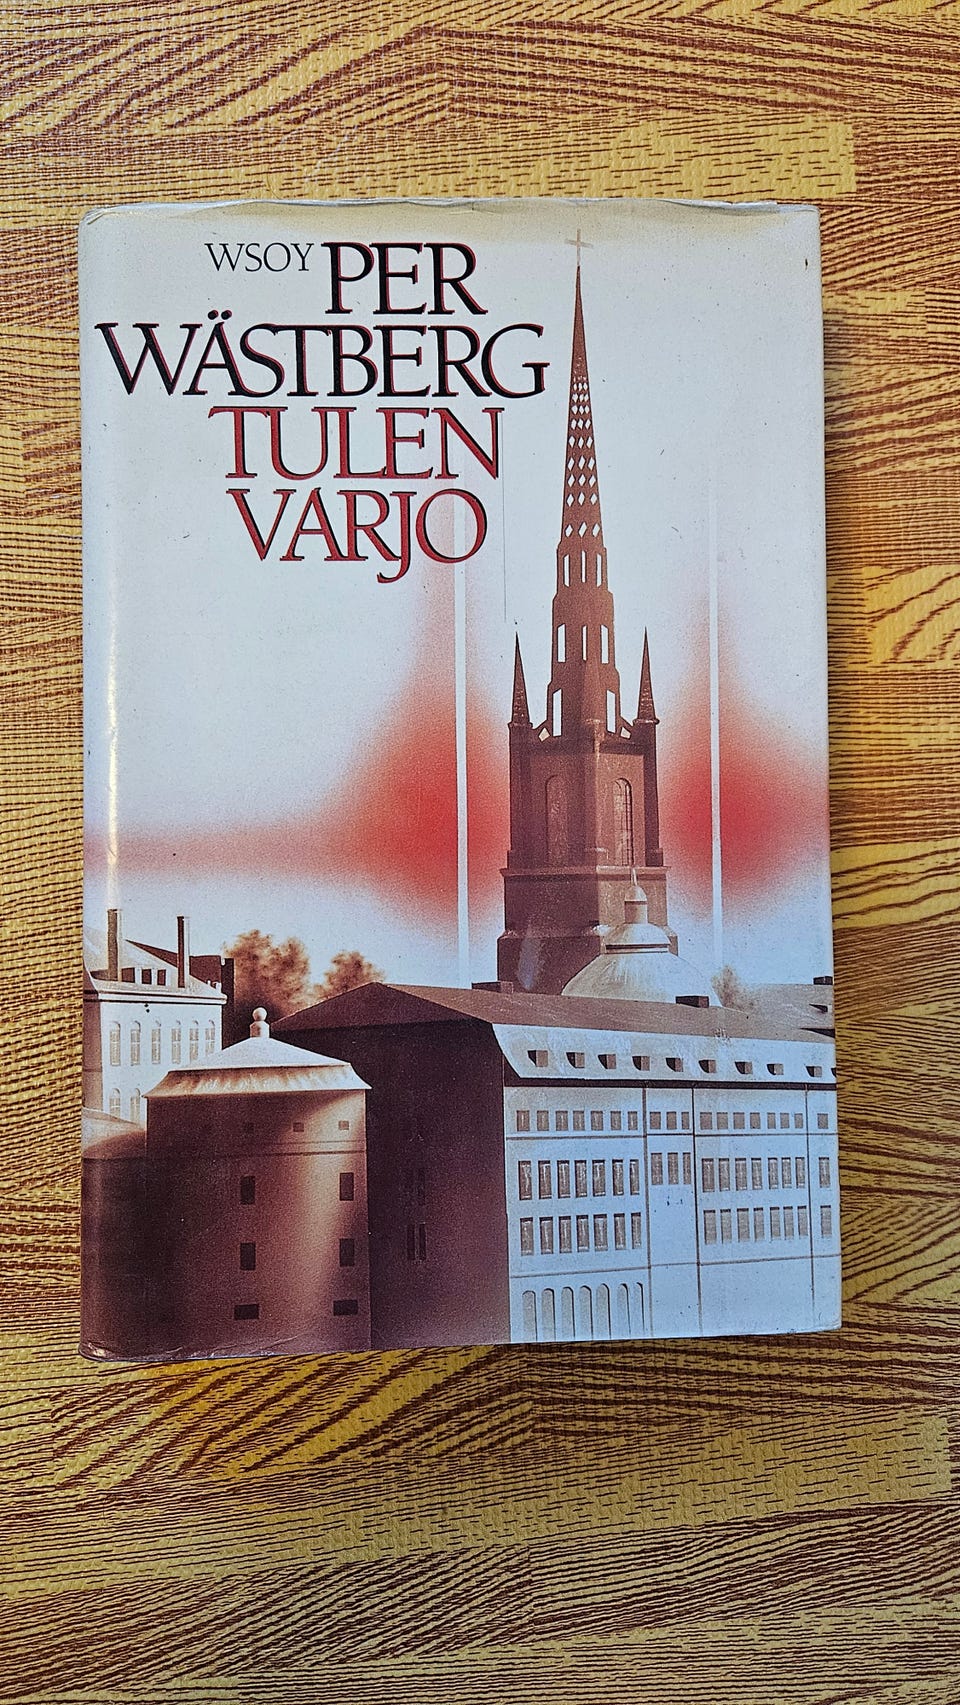 WSOY PER
WÄSTBERG
TULEN
VARJO